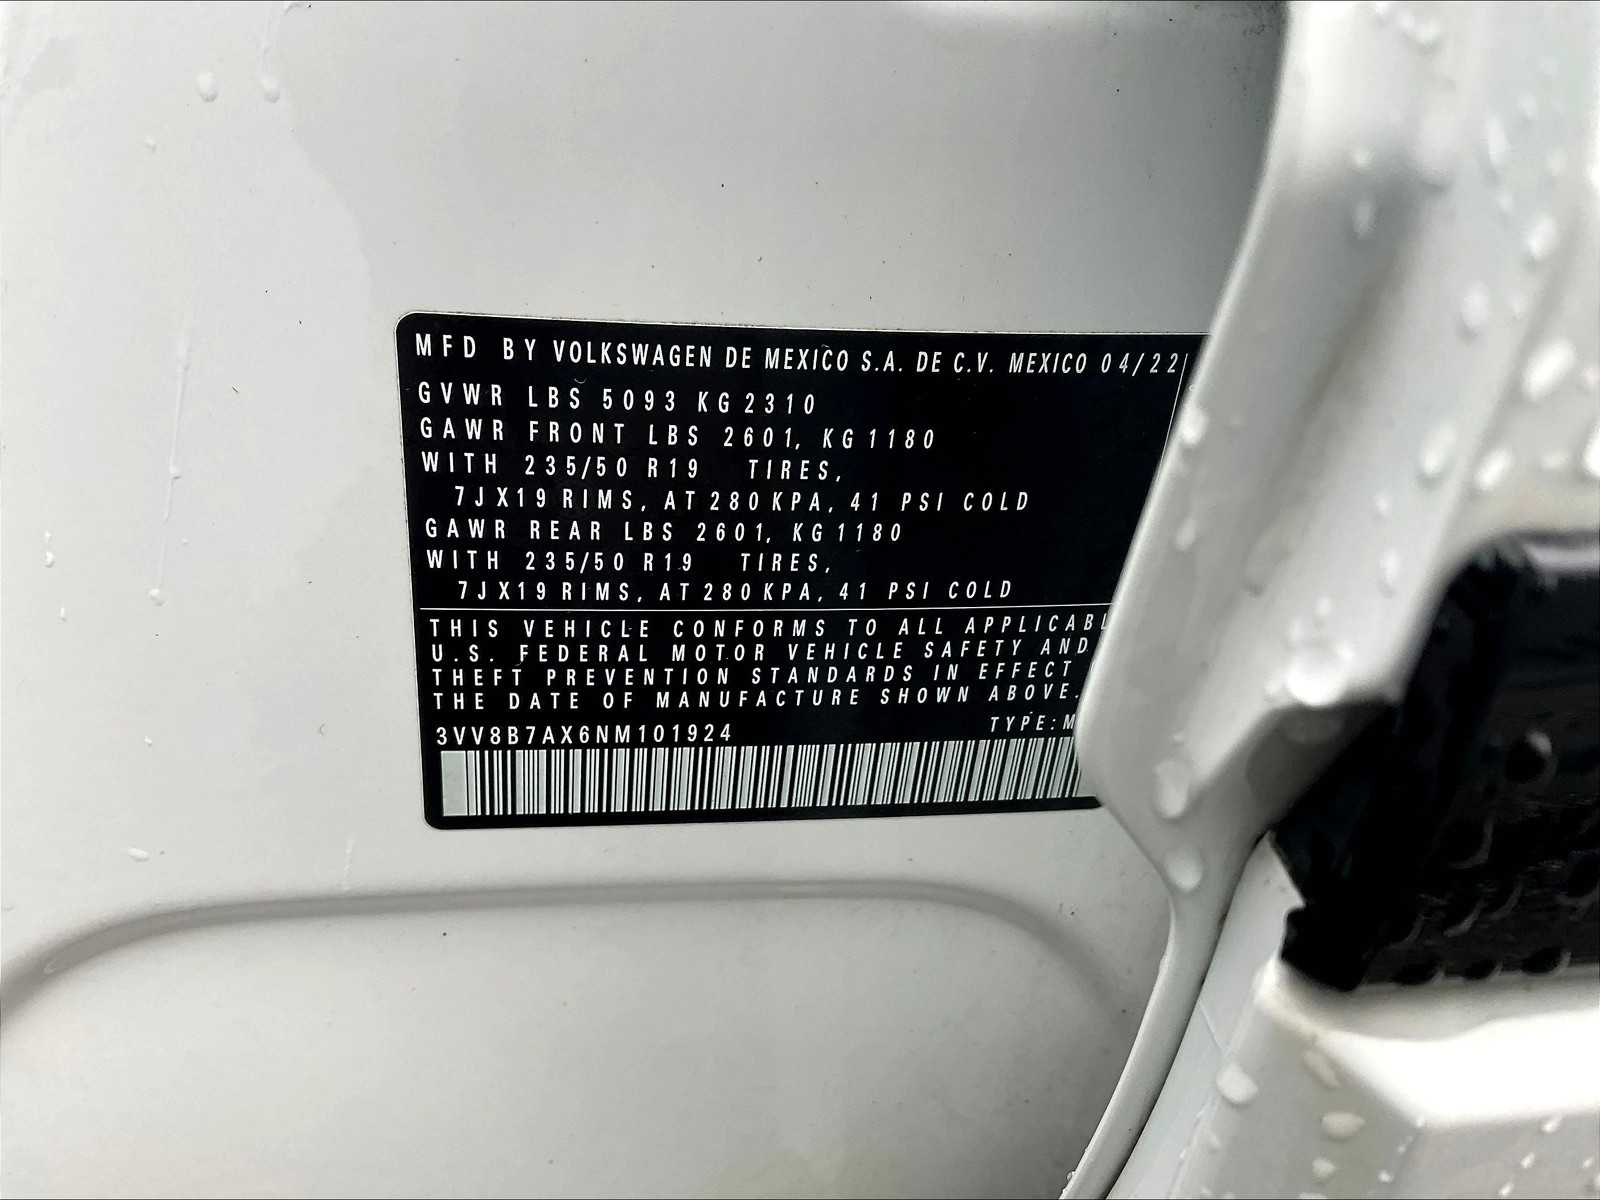 MFD BY VOLKSWAGEN DE MEXICO S.A. DE C.V. MEXICO 04/22
GVWR LBS 5093 KG 2310
GAWR FRONT LBS 2601, KG 1180
WITH 235/50 R19 TIRES,
7JX19 RIMS, AT 280 KPA, 41 PSI COLD
GAWR REAR LBS 2601, KG 1180
WITH 235/50 R19 TIRES,
7JX19 RIMS, AT 280 KPA, 41 PSI COLD
THIS VEHICLE CONFORMS TO ALL APPLICABL
U.S. FEDERAL MOTOR VEHICLE SAFETY AND
THEFT PREVENTION STANDARDS IN EFFECT
THE DATE OF MANUFACTURE SHOWN ABOVE.
3VV8B7AX6NM101924 TYPE: M